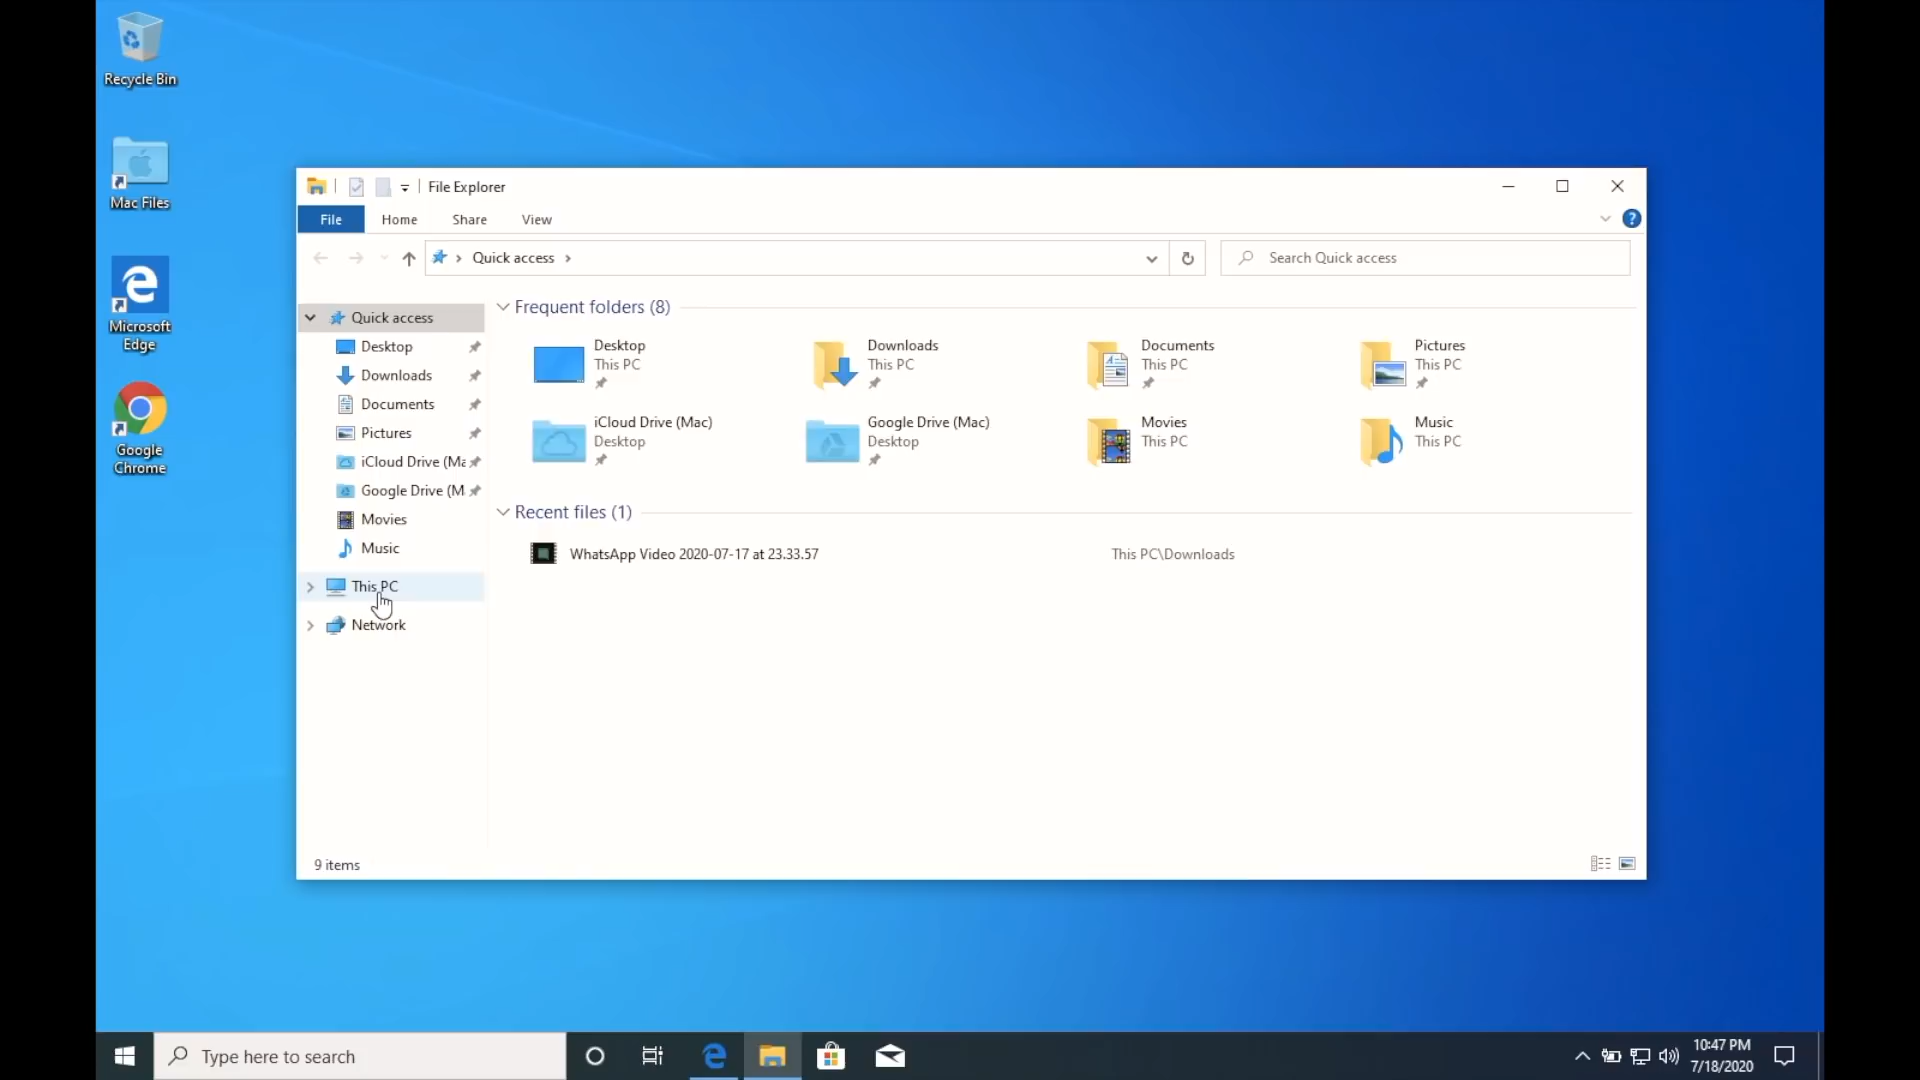 Recycle Bin
Mac Files
Microsoft
Edge
Google
Chrome
File Explorer
File
Home
Share
View
Quick access
Search Quick access
Quick access
Desktop
Downloads
Documents
Pictures
iCloud Drive (Ma
Google Drive (M
Movies
Music
This PC
Network
Frequent folders (8)
Desktop
This PC
Downloads
This PC
Documents
This PC
Pictures
This PC
iCloud Drive (Mac)
Desktop
Google Drive (Mac)
Desktop
Movies
This PC
Music
This PC
Recent files (1)
WhatsApp Video 2020-07-17 at 23.33.57
This PC\Downloads
9 items
Type here to search
10:47 PM
7/18/2020